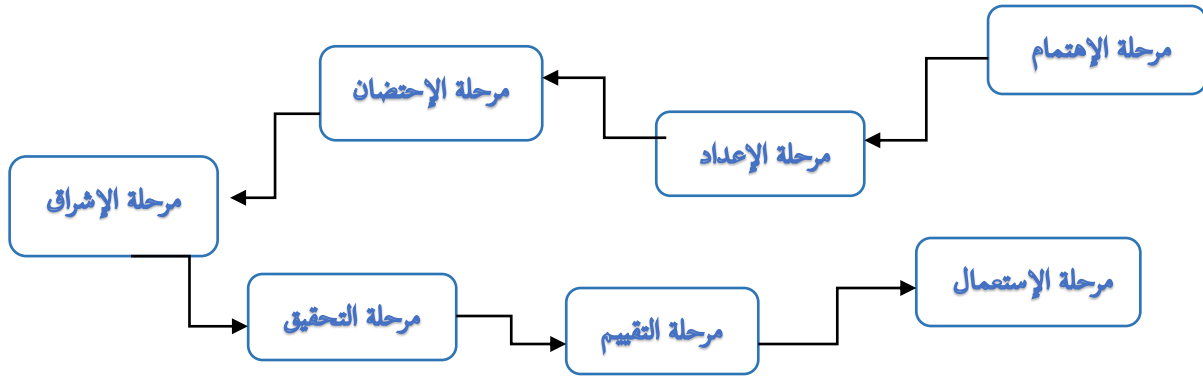 مرحلة الإهتمام
مرحلة الإعداد
مرحلة الإحتضان
مرحلة الإشراق
مرحلة التحقيق
مرحلة التقييم
مرحلة الإستعمال